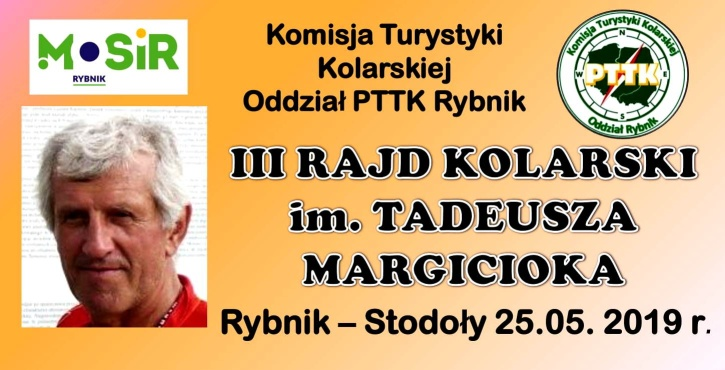 MOSiR
RYBNIK
Komisja Turystyki
Kolarskiej
Oddział PTTK Rybnik
Komisja Turystyki Kolarskiej
N
W
PTTK
E
S
Oddział Rybnik
III RAJD KOLARSKI
im. TADEUSZA
MARGICIOKA
Rybnik – Stodoły 25.05. 2019 r.